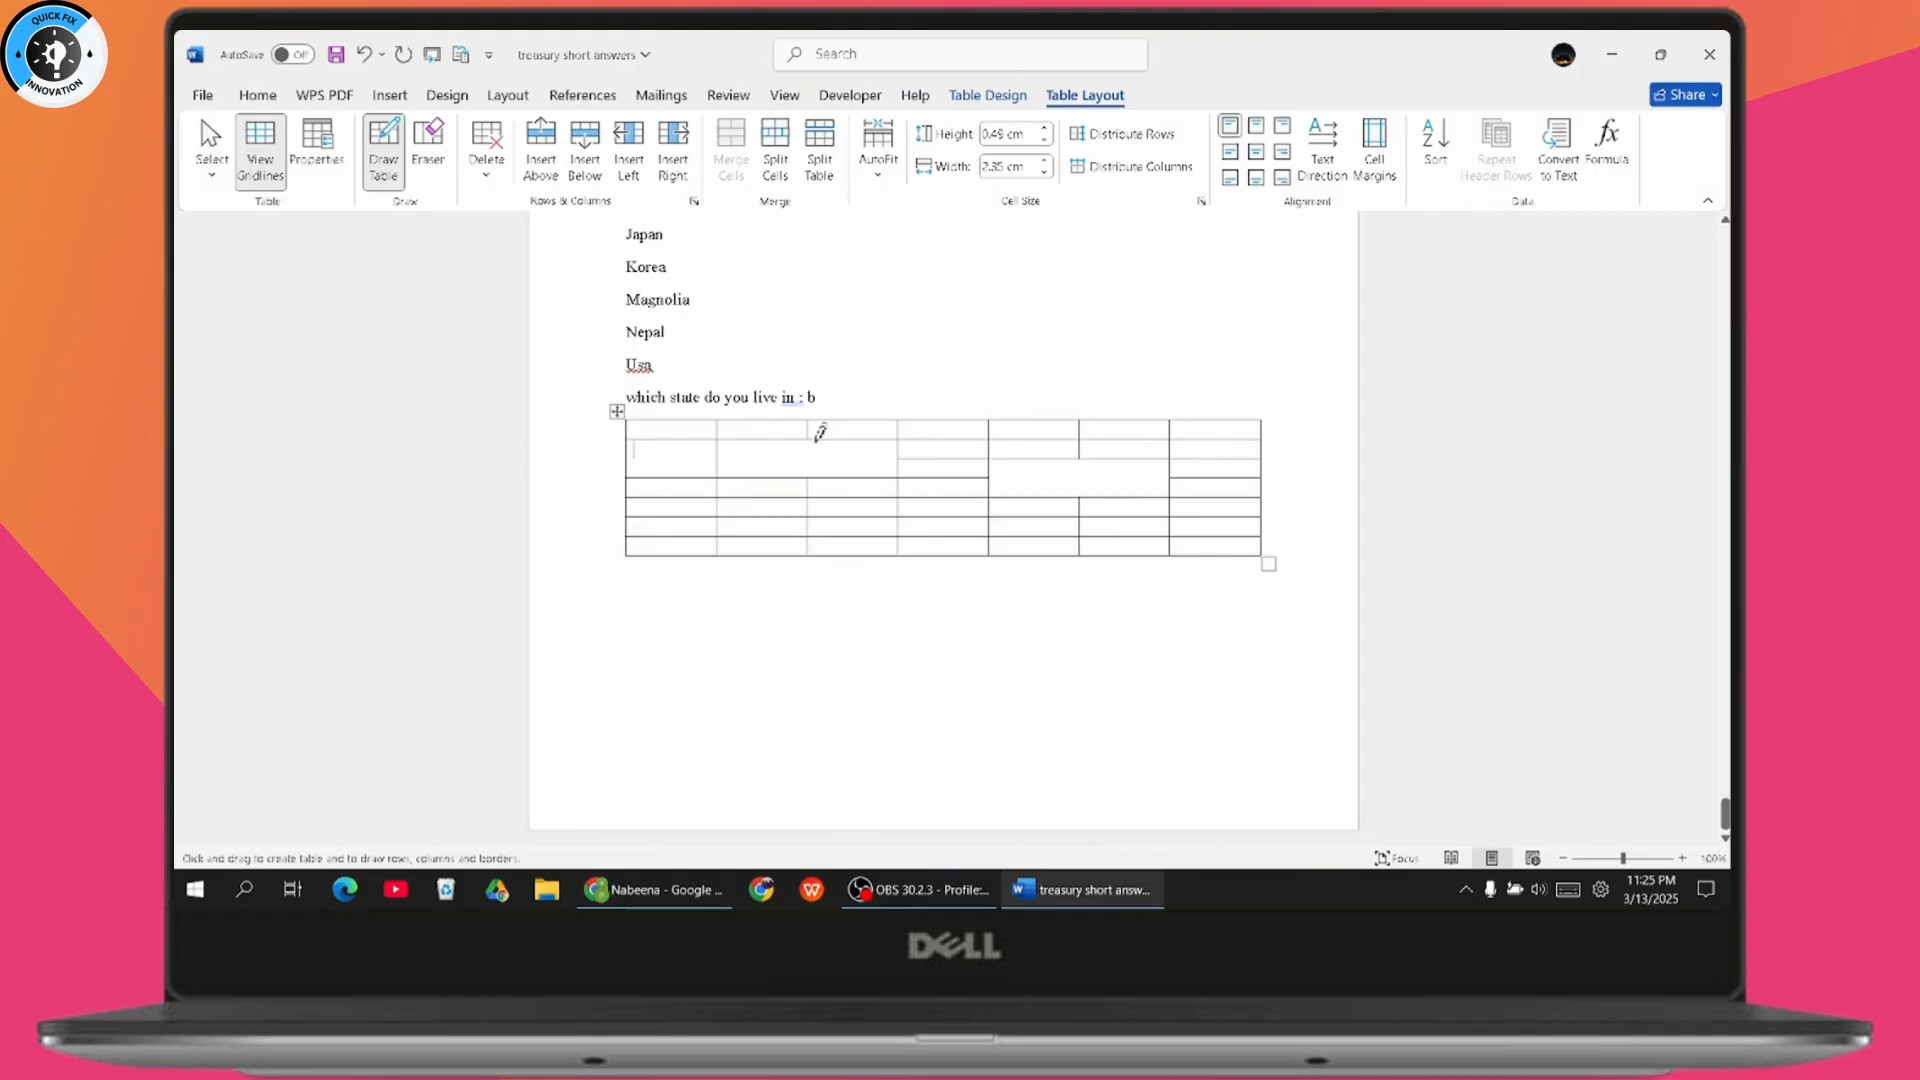 QUICK FIX
INNOVATION
AutoSave Off treasury short answers Search
File Home WPS PDF Insert Design Layout References Mailings Review View Developer Help Table Design Table Layout Share
Select View Gridlines Properties Draw Table Eraser Delete Insert Above Insert Below Insert Left Insert Right Merge Cells Split Cells Split Table AutoFit Height 0.49 cm Distribute Rows Text Direction Cell Margins Sort Repeat Header Rows Convert to Text Formula
Width: 2.35 cm Distribute Columns
Table Draw Rows & Columns Merge Cell Size Alignment Data
Japan
Korea
Magnolia
Nepal
Usa
which state do you live in : b
Click and drag to create table and to draw rows, columns and borders. Focus 100%
Nabeena - Google ... OBS 30.2.3 - Profile:... treasury short answ... 11:25 PM
3/13/2025
DELL